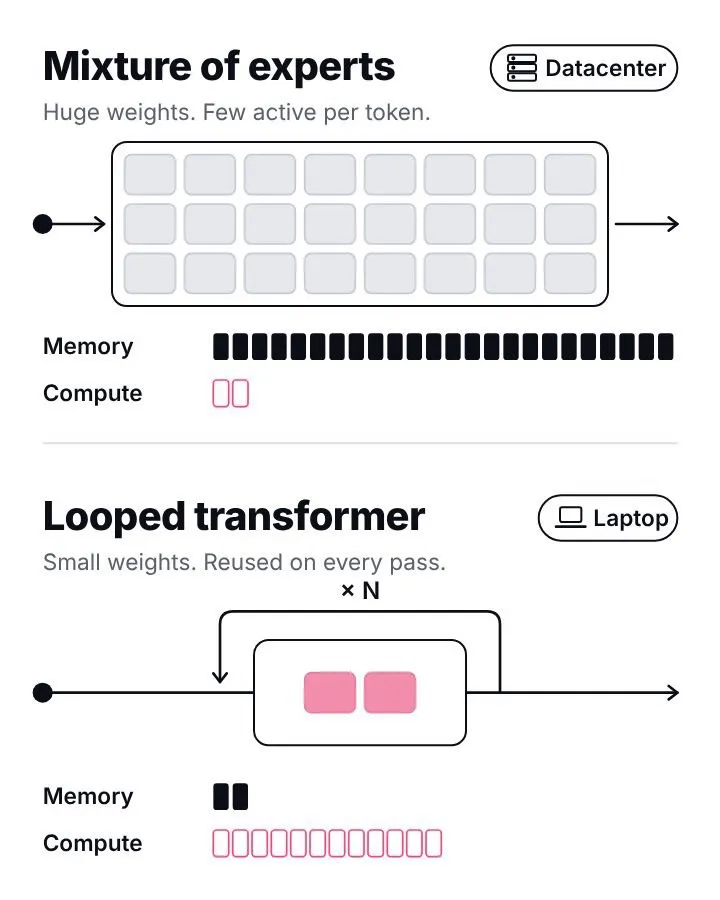 Mixture of experts
Datacenter
Huge weights. Few active per token.
Memory
Compute
Looped transformer
Laptop
Small weights. Reused on every pass.
× N
Memory
Compute